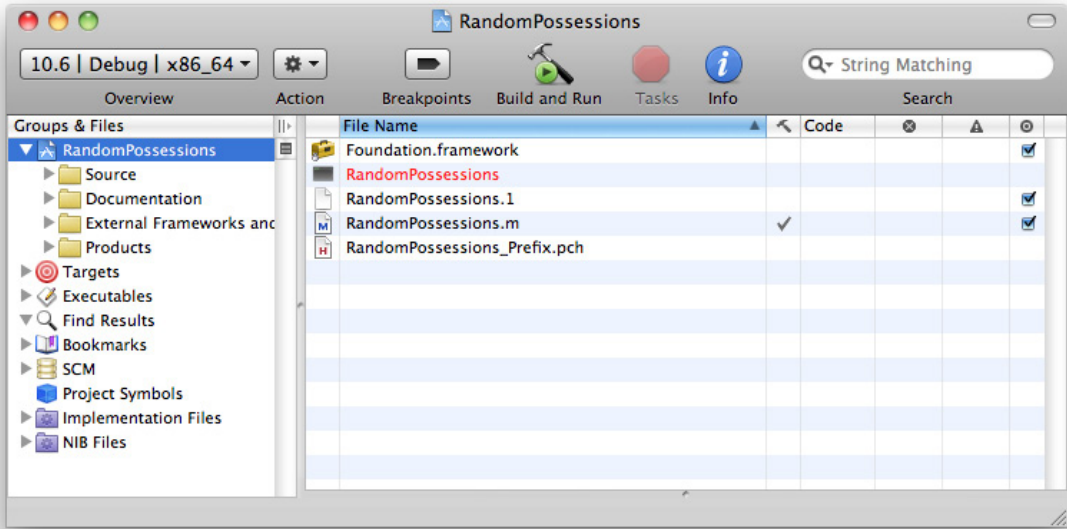 RandomPossessions
10.6 | Debug | x86_64
String Matching
Overview
Action
Breakpoints
Build and Run
Tasks
Info
Search
Groups & Files
RandomPossessions
Source
Documentation
External Frameworks and
Products
Targets
Executables
Find Results
Bookmarks
SCM
Project Symbols
Implementation Files
NIB Files
File Name
Code
Foundation.framework
RandomPossessions
RandomPossessions.1
RandomPossessions.m
RandomPossessions_Prefix.pch